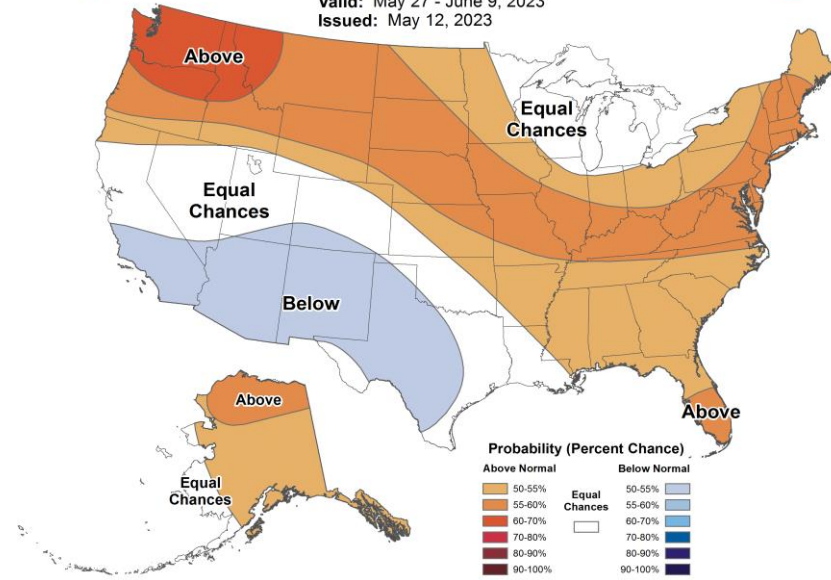 Valid: May 27 - June 9, 2023
Issued: May 12, 2023
Above
Equal
Chances
Equal
Chances
Below
Above
Above
Equal
Chances
Probability (Percent Chance)
Above Normal
Below Normal
Equal
Chances
50-55%
55-60%
60-70%
70-80%
80-90%
90-100%
50-55%
55-60%
60-70%
70-80%
80-90%
90-100%